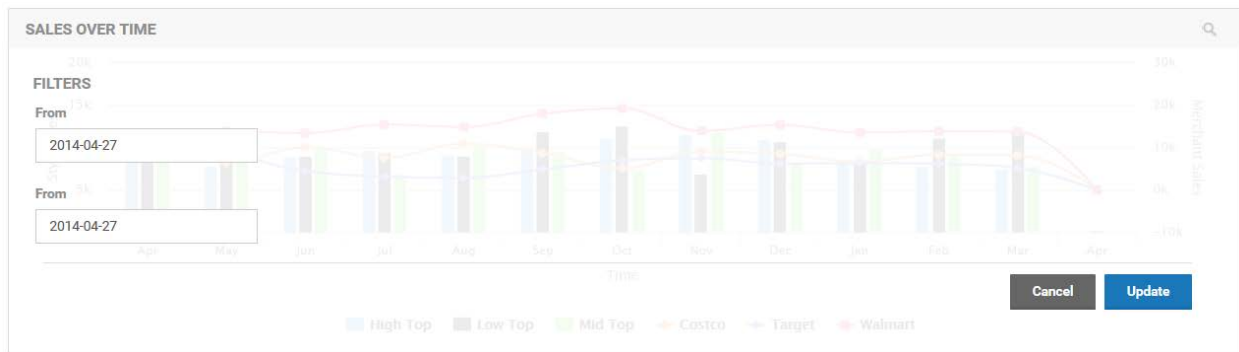 SALES OVER TIME
20k 30k
FILTERS
From
15k 20k
2014-04-27
10k
From
5k 0k
Merchant Sales
2014-04-27
-10k
Apr May Jun Jul Aug Sep Oct Nov Dec Jan Feb Mar Apr
Time
Cancel Update
High Top Low Top Mid Top Costco Target Walmart